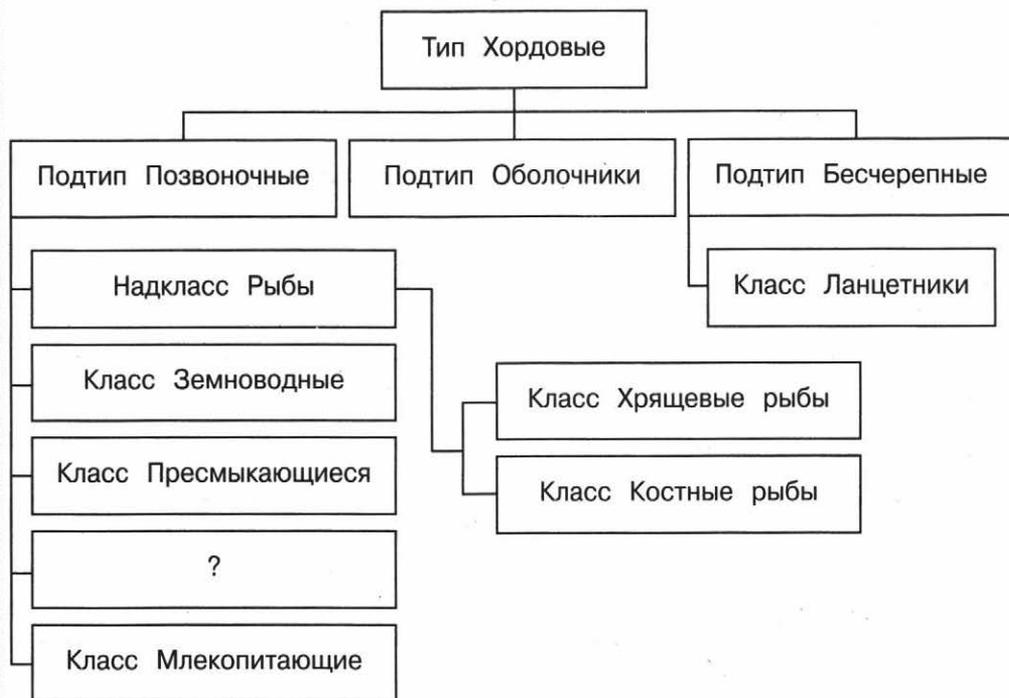 Тип Хордовые
Подтип Позвоночные
Подтип Оболочники
Подтип Бесчерепные
Надкласс Рыбы
Класс Ланцетники
Класс Земноводные
Класс Хрящевые рыбы
Класс Пресмыкающиеся
Класс Костные рыбы
?
Класс Млекопитающие